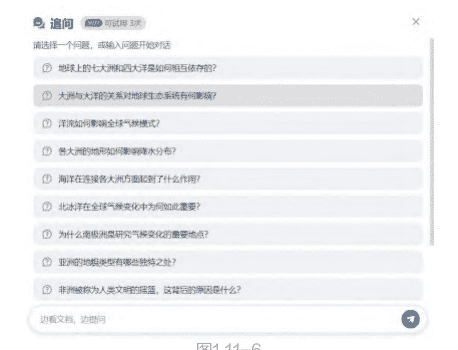 追问 可试用 3天
请选择一个问题，或输入问题开始对话
地球上的七大洲和四大洋是如何相互依存的？
大洲与大洋的关系对地球生态系统有何影响？
洋流如何影响全球气候模式？
各大洲的地形如何影响降水分布？
海洋在连接各大洲方面起到了什么作用？
北冰洋在全球气候变化中为何如此重要？
为什么南极洲是研究气候变化的重要地点？
亚洲的地貌类型有哪些独特之处？
非洲被称为人类文明的摇篮，这背后的原因是什么？
边看文档，边提问
图1.11-6